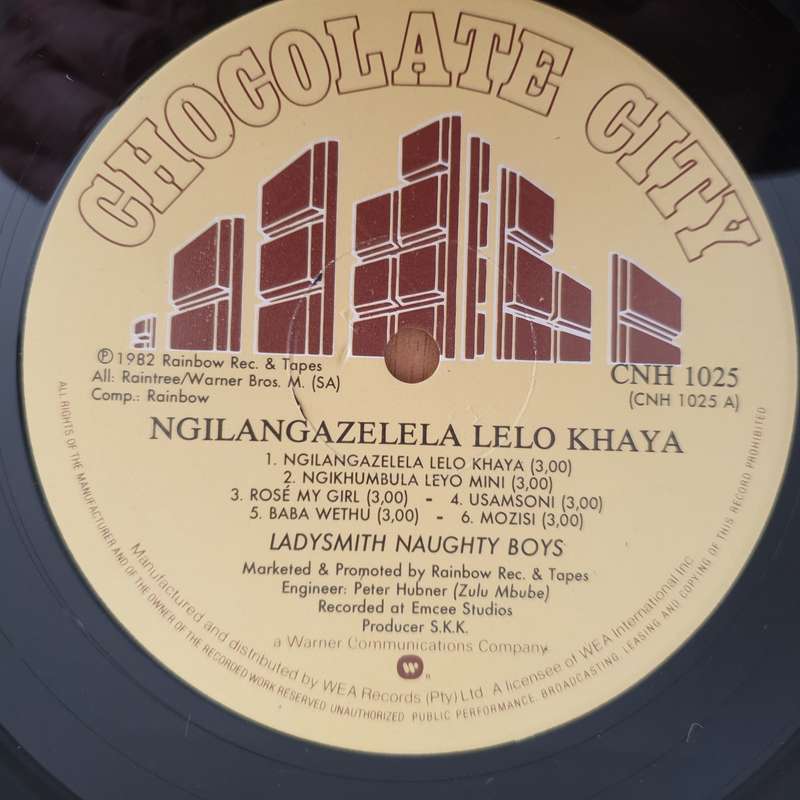 CHOCOLATE CITY
℗ 1982 Rainbow Rec. & Tapes
All: Raintree/Warner Bros. M. (SA)
Comp.: Rainbow
CNH 1025
(CNH 1025 A)
NGILANGAZELELA LELO KHAYA
1. NGILANGAZELELA LELO KHAYA (3,00)
2. NGIKHUMBULA LEYO MINI (3,00)
3. ROSÉ MY GIRL (3,00) - 4. USAMSONI (3,00)
5. BABA WETHU (3,00) - 6. MOZISI (3,00)
LADYSMITH NAUGHTY BOYS
Marketed & Promoted by Rainbow Rec. & Tapes
Engineer: Peter Hubner (Zulu Mbube)
Recorded at Emcee Studios
Producer S.K.K.
a Warner Communications Company
W ®
Manufactured and distributed by WEA Records (Pty) Ltd A licensee of WEA International Inc
ALL RIGHTS OF THE MANUFACTURER AND OF THE OWNER OF THE RECORDED WORK RESERVED UNAUTHORIZED PUBLIC PERFORMANCE. BROADCASTING, LEASING AND COPYING OF THIS RECORD PROHIBITED